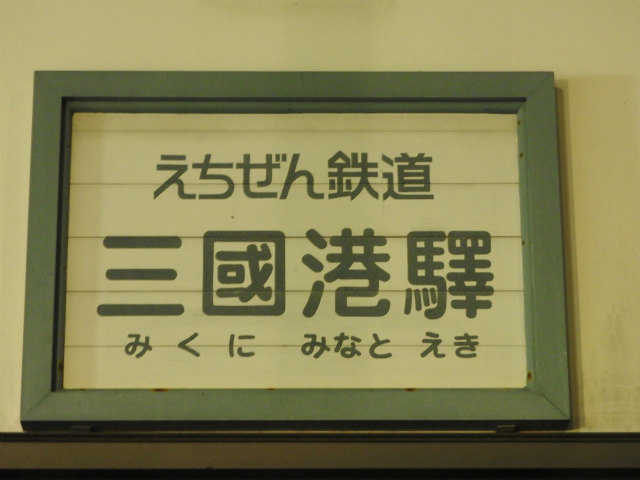 えちぜん鉄道
三國港驛
みくに みなと えき